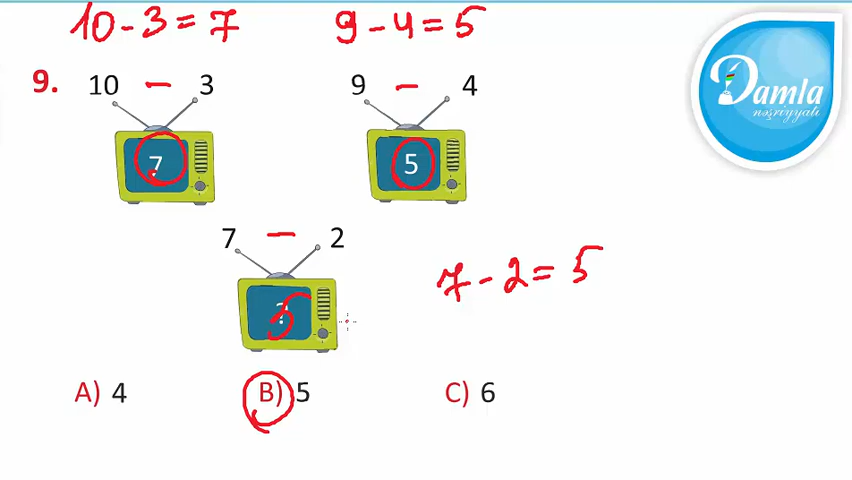 10 - 3 = 7
9 - 4 = 5
9. 10 - 3
9 - 4
7
5
7 - 2
7 - 2 = 5
5
A) 4 B) 5 C) 6
Damla
nəşriyyatı